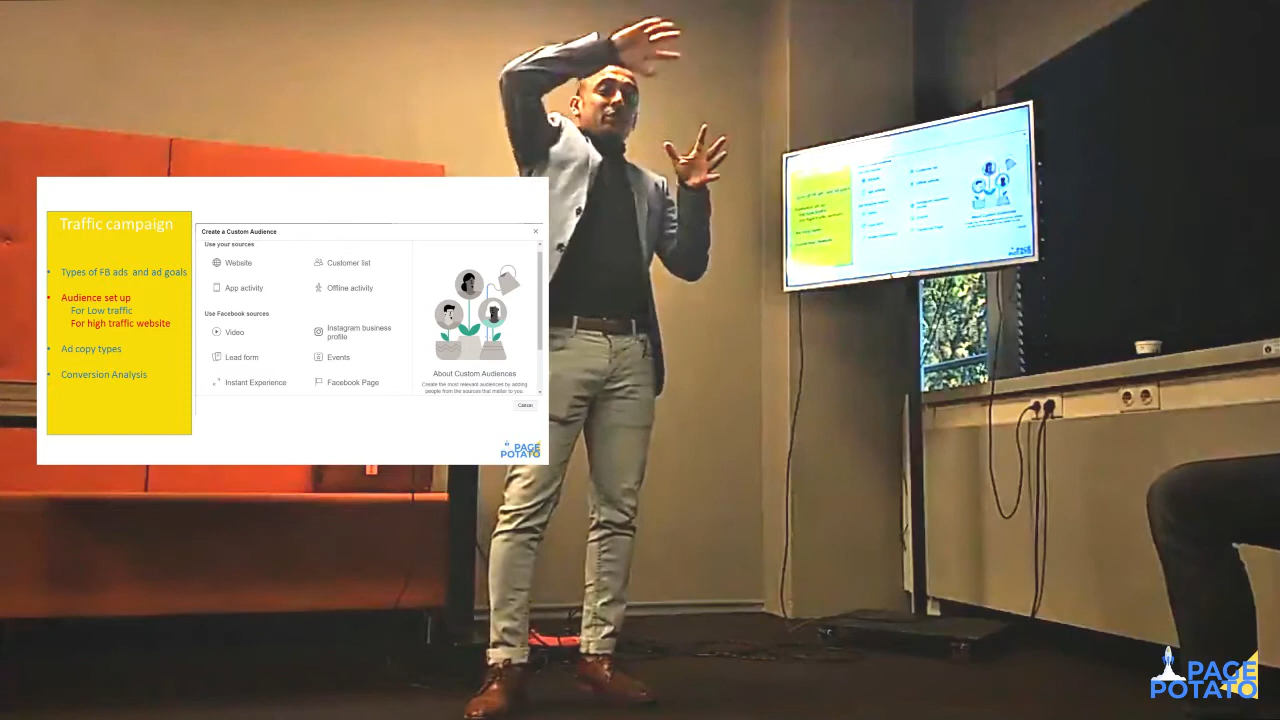 Traffic campaign
• Types of FB ads and ad goals
• Audience set up
For Low traffic
For high traffic website
• Ad copy types
• Conversion Analysis
Create a Custom Audience
Use your sources
Website
Customer list
App activity
Offline activity
Use Facebook sources
Video
Instagram business
profile
Lead form
Events
Instant Experience
Facebook Page
About Custom Audiences
Create the most relevant audiences by adding
people from the sources that matter to you.
Cancel
PAGE
POTATO
PAGE
POTATO